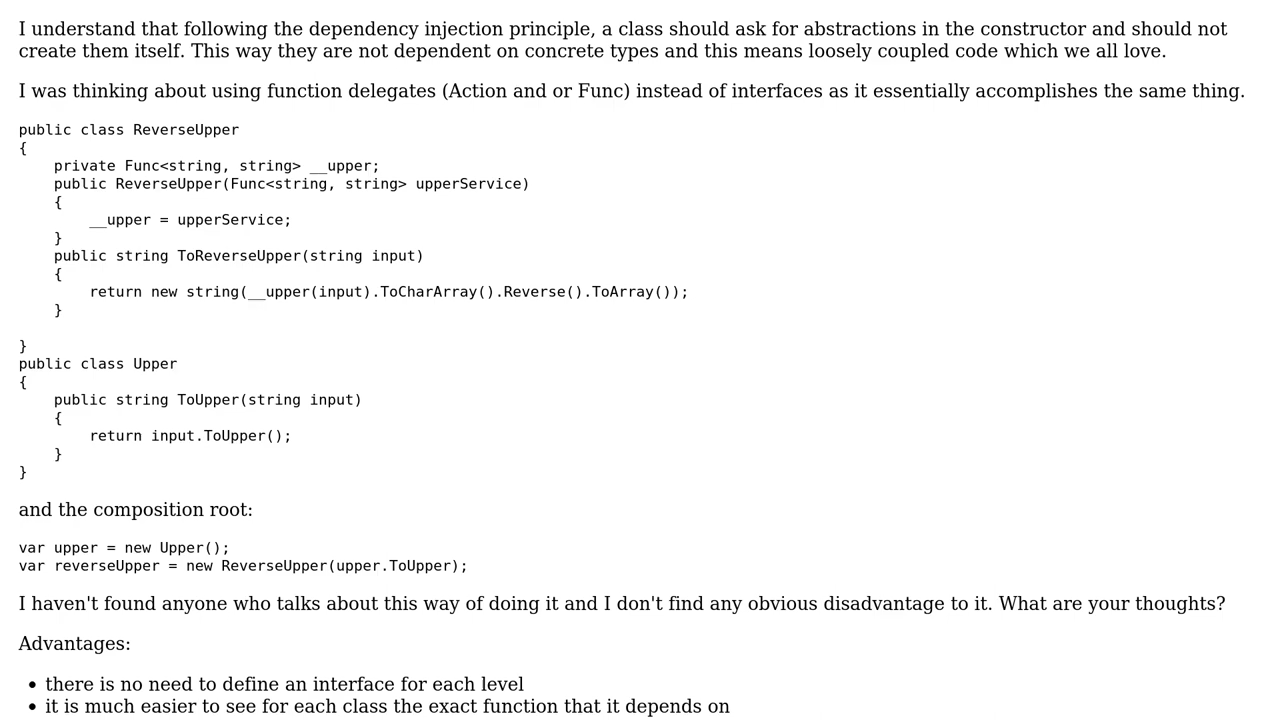 I understand that following the dependency injection principle, a class should ask for abstractions in the constructor and should not
create them itself. This way they are not dependent on concrete types and this means loosely coupled code which we all love.
I was thinking about using function delegates (Action and or Func) instead of interfaces as it essentially accomplishes the same thing.
public class ReverseUpper
{
    private Func<string, string> __upper;
    public ReverseUpper(Func<string, string> upperService)
    {
        __upper = upperService;
    }
    public string ToReverseUpper(string input)
    {
        return new string(__upper(input).ToCharArray().Reverse().ToArray());
    }
}
public class Upper
{
    public string ToUpper(string input)
    {
        return input.ToUpper();
    }
}
and the composition root:
var upper = new Upper();
var reverseUpper = new ReverseUpper(upper.ToUpper);
I haven't found anyone who talks about this way of doing it and I don't find any obvious disadvantage to it. What are your thoughts?
Advantages:
• there is no need to define an interface for each level
• it is much easier to see for each class the exact function that it depends on